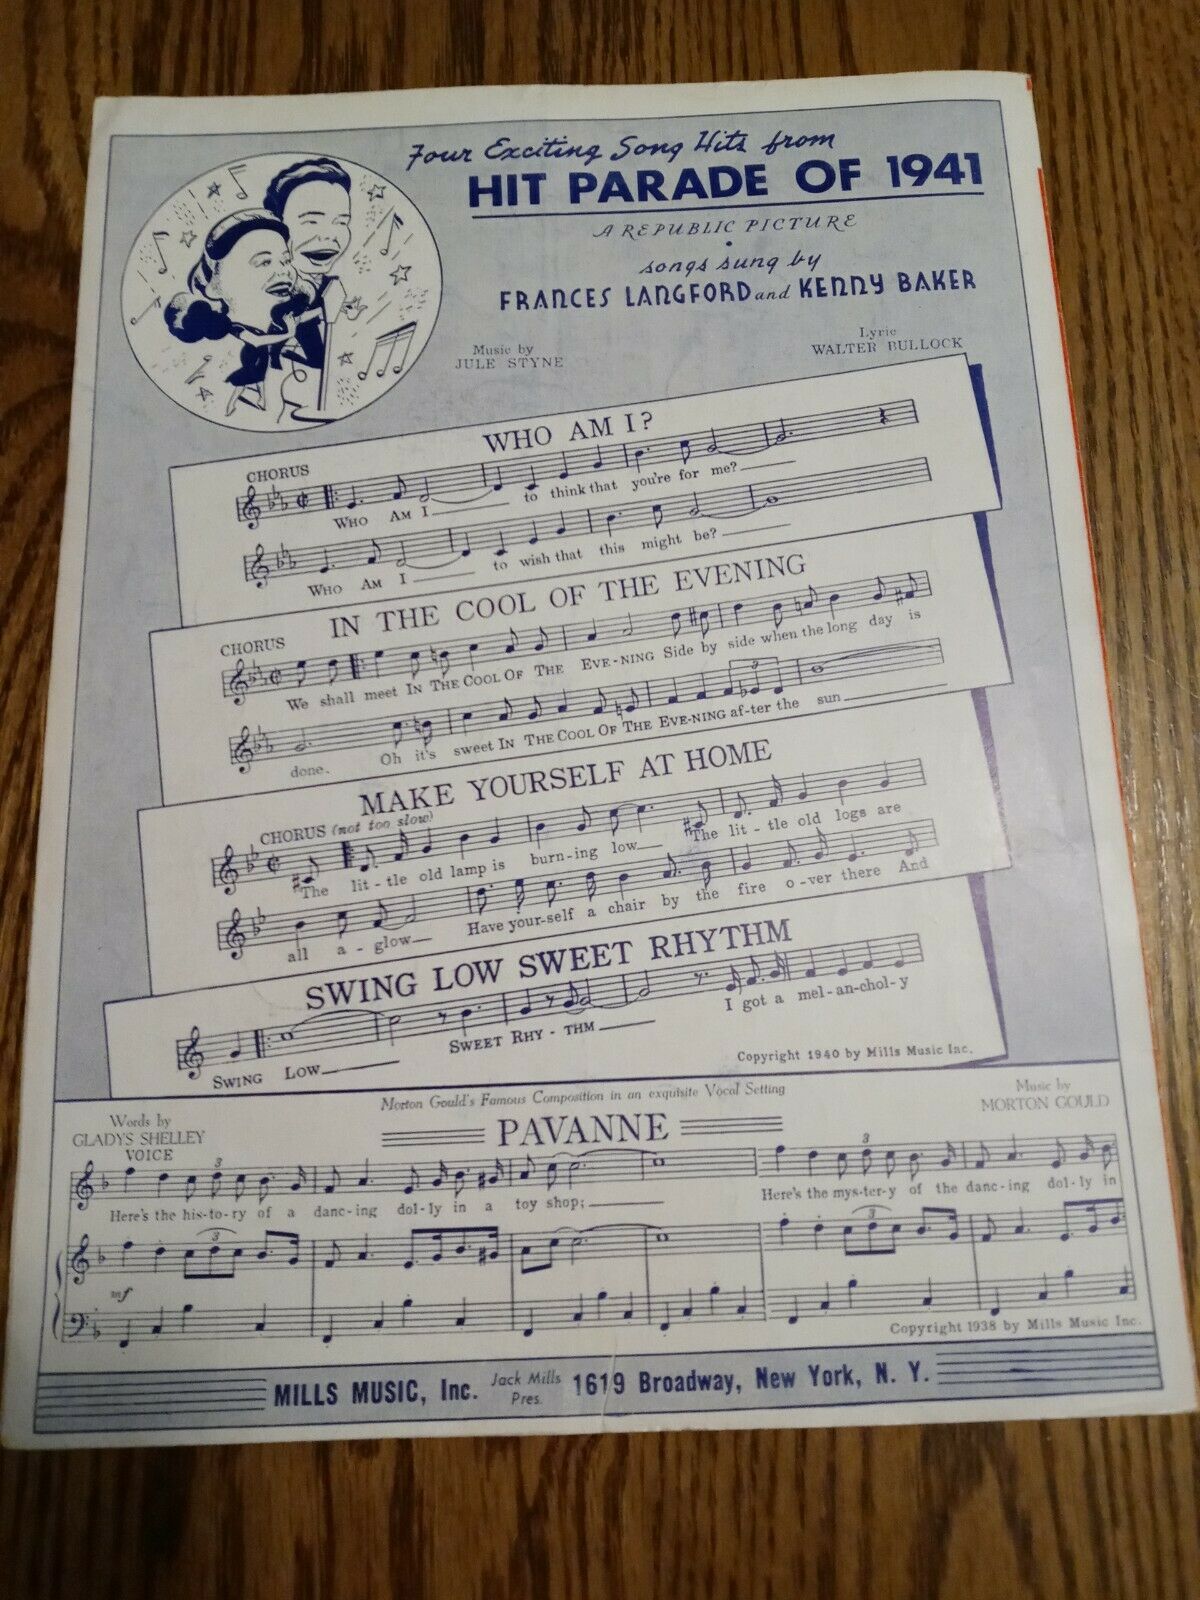 Four Exciting Song Hits from
HIT PARADE OF 1941
A REPUBLIC PICTURE
songs sung by
FRANCES LANGFORD and KENNY BAKER
Music by
JULE STYNE
Lyric
WALTER BULLOCK
WHO AM I?
CHORUS
WHO AM I to think that you're for me?
WHO AM I to wish that this might be?
IN THE COOL OF THE EVENING
CHORUS
We shall meet IN THE COOL OF THE EVE-NING Side by side when the long day is
done. Oh it's sweet IN THE COOL OF THE EVE-NING af-ter the sun
MAKE YOURSELF AT HOME
CHORUS (not too slow)
The lit-tle old lamp is burn-ing low The lit-tle old logs are
all a-glow Have your-self a chair by the fire o-ver there And
SWING LOW SWEET RHYTHM
SWING LOW SWEET RHY-THM I got a mel-an-chol-y
Copyright 1940 by Mills Music Inc.
Morton Gould's Famous Composition in an exquisite Vocal Setting
Words by
GLADYS SHELLEY
PAVANNE
Music by
MORTON GOULD
VOICE
3
3
Here's the his-to-ry of a danc-ing dol-ly in a toy shop; Here's the mys-ter-y of the danc-ing dol-ly in
3
3
mf
Copyright 1938 by Mills Music Inc.
MILLS MUSIC, Inc. Jack Mills Pres. 1619 Broadway, New York, N. Y.